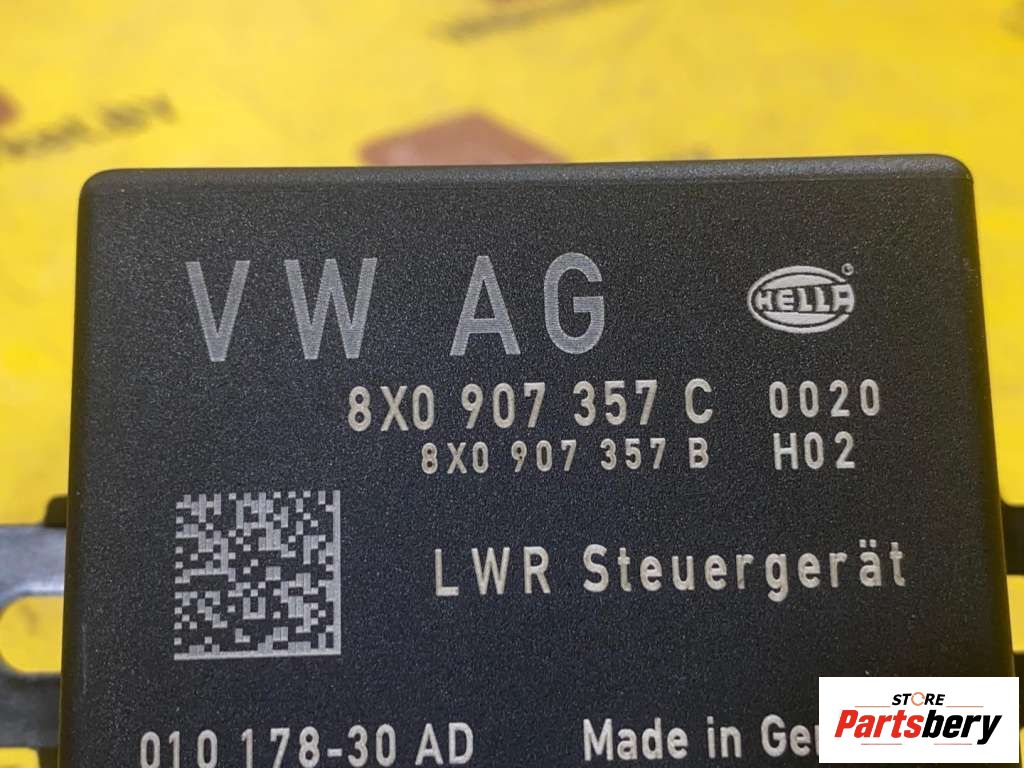 VW AG
HELLA
8X0 907 357 C 0020
8X0 907 357 B H02
LWR Steuergerät
010 178-30 AD Made in Ge
STORE
Partsbery